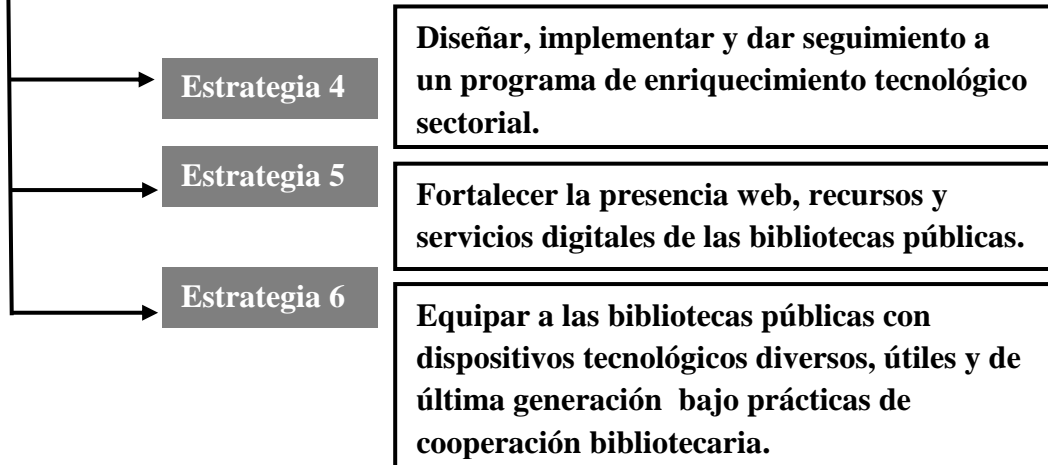 Estrategia 4
Diseñar, implementar y dar seguimiento a
un programa de enriquecimiento tecnológico
sectorial.
Estrategia 5
Fortalecer la presencia web, recursos y
servicios digitales de las bibliotecas públicas.
Estrategia 6
Equipar a las bibliotecas públicas con
dispositivos tecnológicos diversos, útiles y de
última generación  bajo prácticas de
cooperación bibliotecaria.